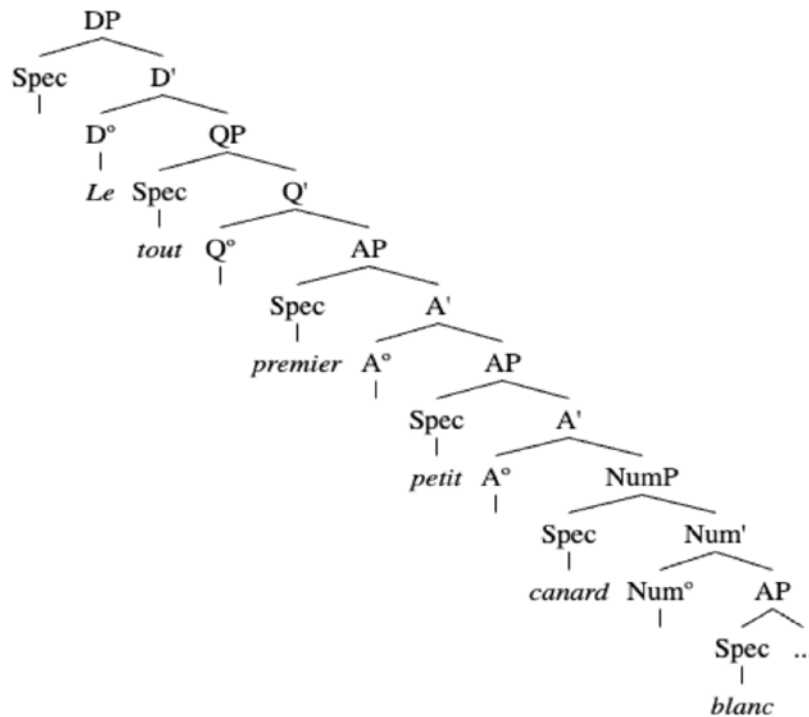 DP
Spec D'
D° QP
Le Spec Q'
tout Q° AP
Spec A'
premier A° AP
Spec A'
petit A° NumP
Spec Num'
canard Num° AP
Spec ...
blanc